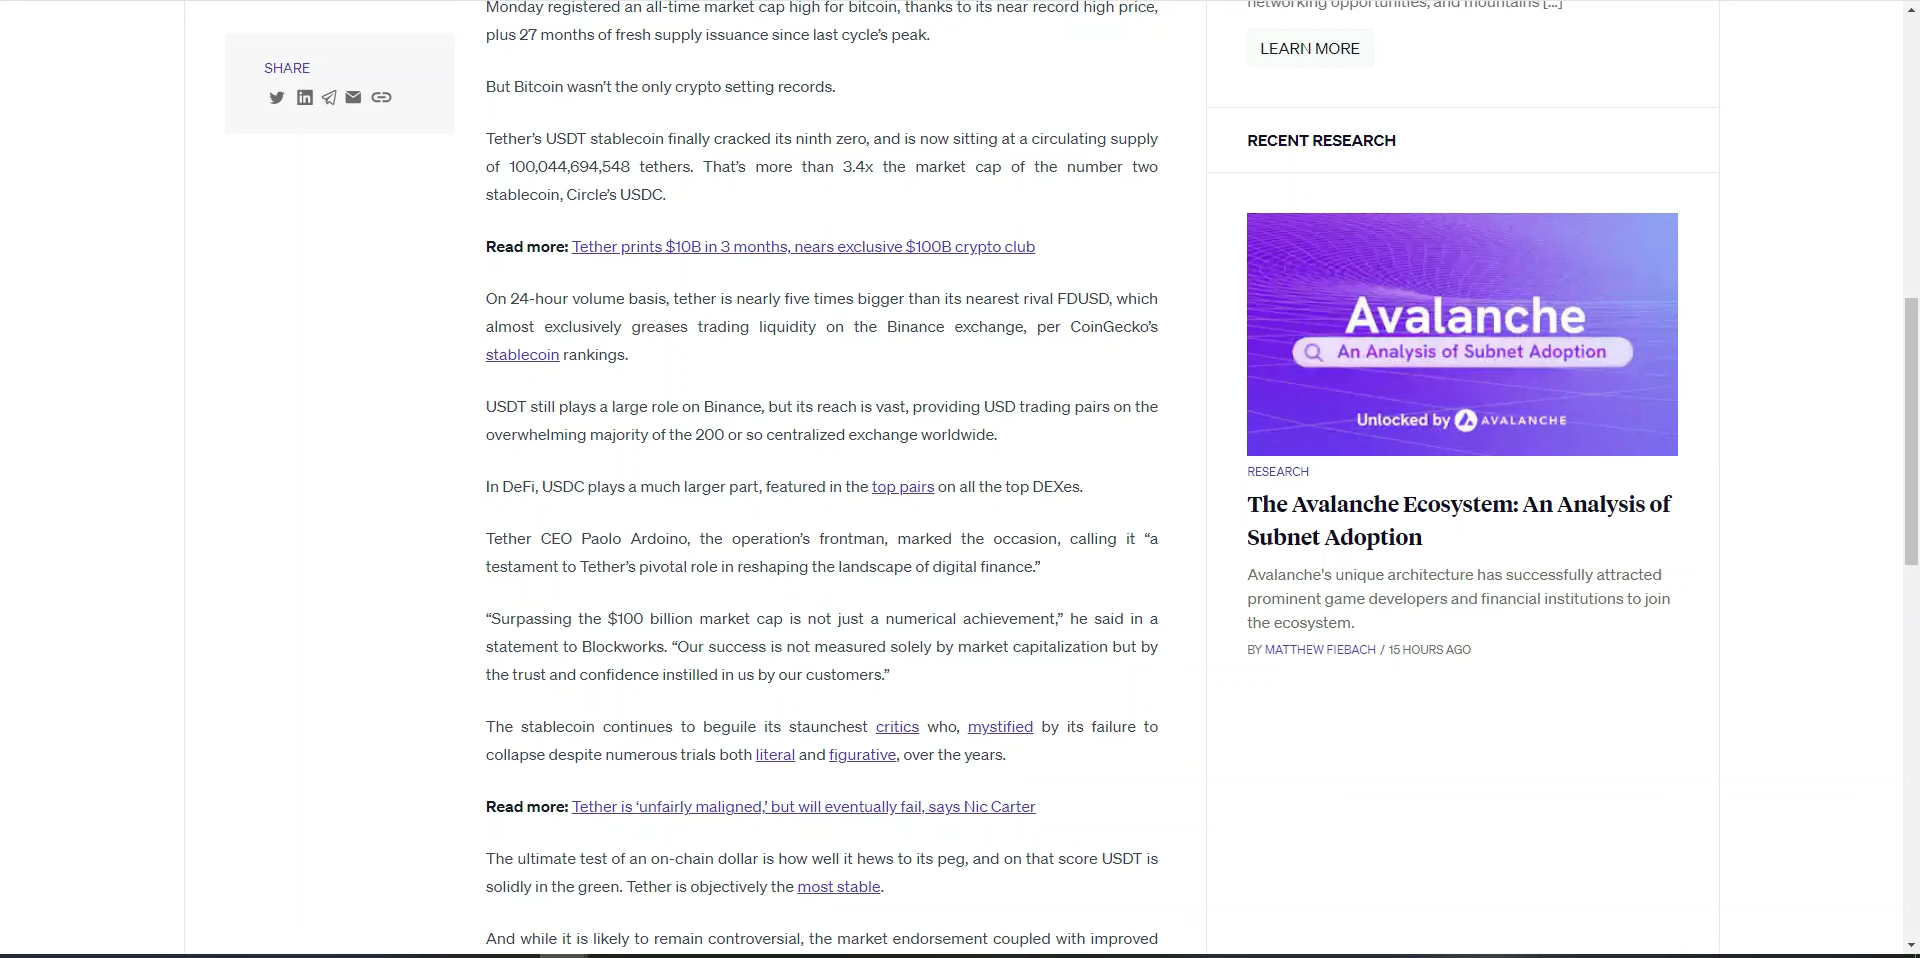 Monday registered an all-time market cap high for bitcoin, thanks to its near record high price,
plus 27 months of fresh supply issuance since last cycle's peak.
SHARE
But Bitcoin wasn't the only crypto setting records.
Tether's USDT stablecoin finally cracked its ninth zero, and is now sitting at a circulating supply
of 100,044,694,548 tethers. That's more than 3.4x the market cap of the number two
stablecoin, Circle's USDC.
Read more: Tether prints $10B in 3 months, nears exclusive $100B crypto club
On 24-hour volume basis, tether is nearly five times bigger than its nearest rival FDUSD, which
almost exclusively greases trading liquidity on the Binance exchange, per CoinGecko's
stablecoin rankings.
USDT still plays a large role on Binance, but its reach is vast, providing USD trading pairs on the
overwhelming majority of the 200 or so centralized exchange worldwide.
In DeFi, USDC plays a much larger part, featured in the top pairs on all the top DEXes.
Tether CEO Paolo Ardoino, the operation's frontman, marked the occasion, calling it “a
testament to Tether's pivotal role in reshaping the landscape of digital finance.”
“Surpassing the $100 billion market cap is not just a numerical achievement,” he said in a
statement to Blockworks. “Our success is not measured solely by market capitalization but by
the trust and confidence instilled in us by our customers.”
The stablecoin continues to beguile its staunchest critics who, mystified by its failure to
collapse despite numerous trials both literal and figurative, over the years.
Read more: Tether is ‘unfairly maligned,’ but will eventually fail, says Nic Carter
The ultimate test of an on-chain dollar is how well it hews to its peg, and on that score USDT is
solidly in the green. Tether is objectively the most stable.
And while it is likely to remain controversial, the market endorsement coupled with improved
networking opportunities, and mountains [...]
LEARN MORE
RECENT RESEARCH
Avalanche
An Analysis of Subnet Adoption
Unlocked by AVALANCHE
RESEARCH
The Avalanche Ecosystem: An Analysis of
Subnet Adoption
Avalanche's unique architecture has successfully attracted
prominent game developers and financial institutions to join
the ecosystem.
BY MATTHEW FIEBACH / 15 HOURS AGO